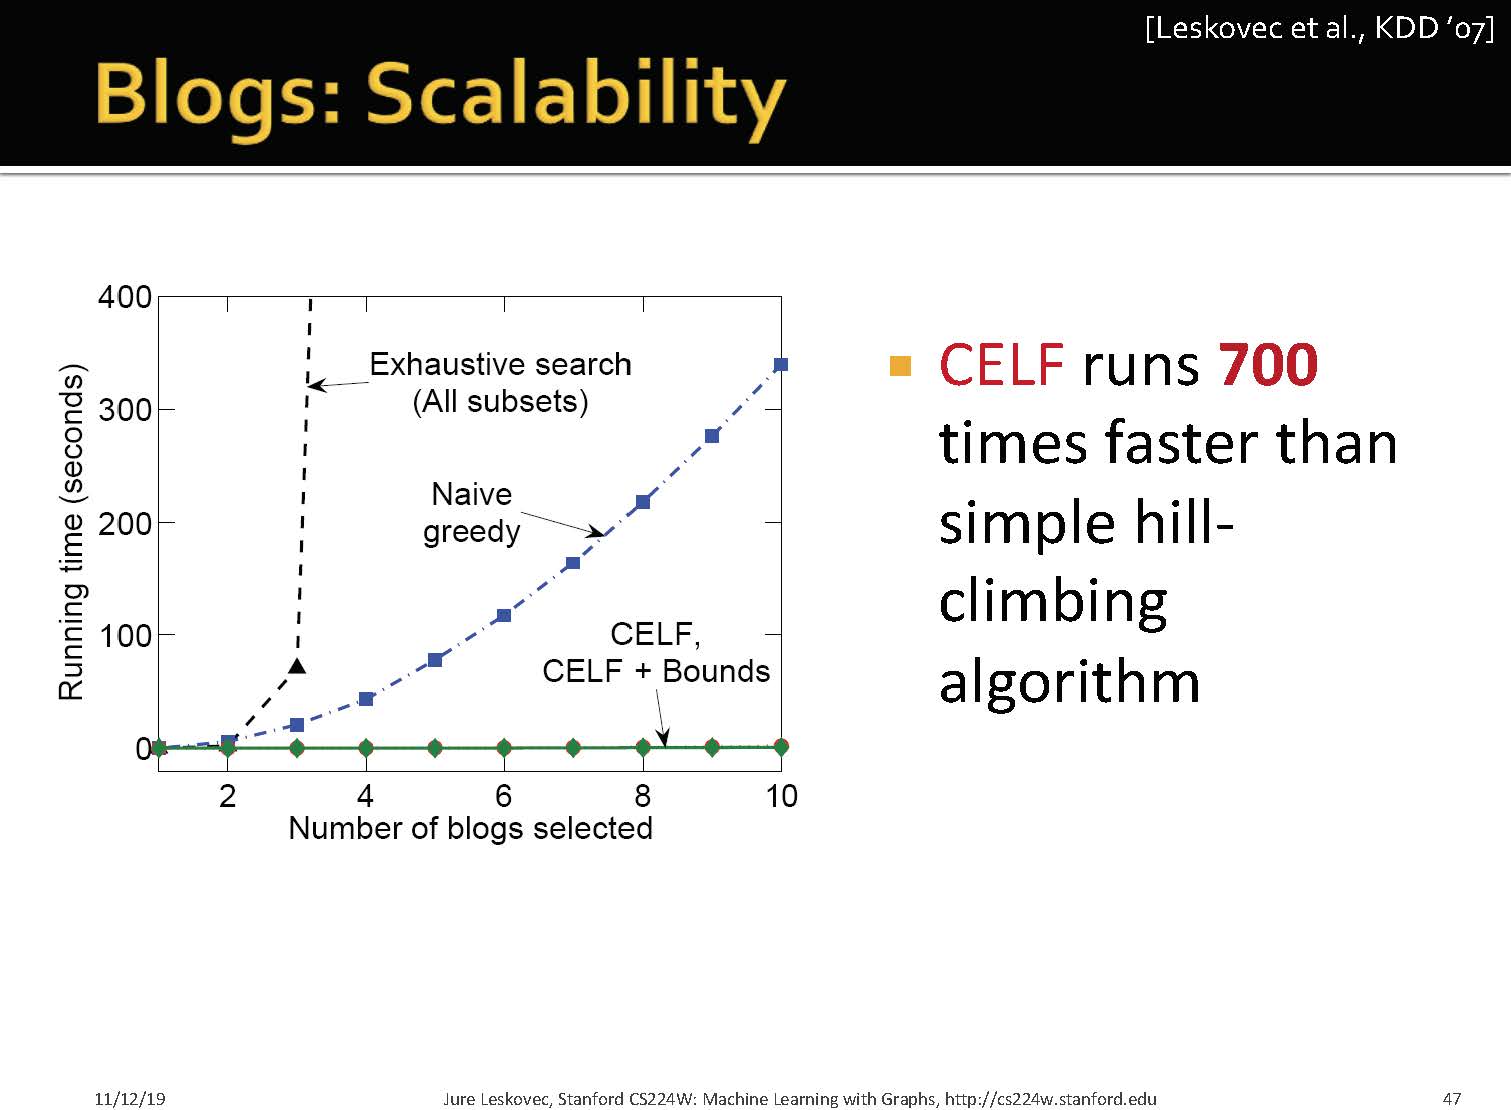 [Leskovec et al., KDD ‘07]
Blogs: Scalability
400
300
200
100
0
Running time (seconds)
Exhaustive search
(All subsets)
Naive
greedy
CELF,
CELF + Bounds
2 4 6 8 10
Number of blogs selected
CELF runs 700
times faster than
simple hill-
climbing
algorithm
11/12/19
Jure Leskovec, Stanford CS224W: Machine Learning with Graphs, http://cs224w.stanford.edu
47